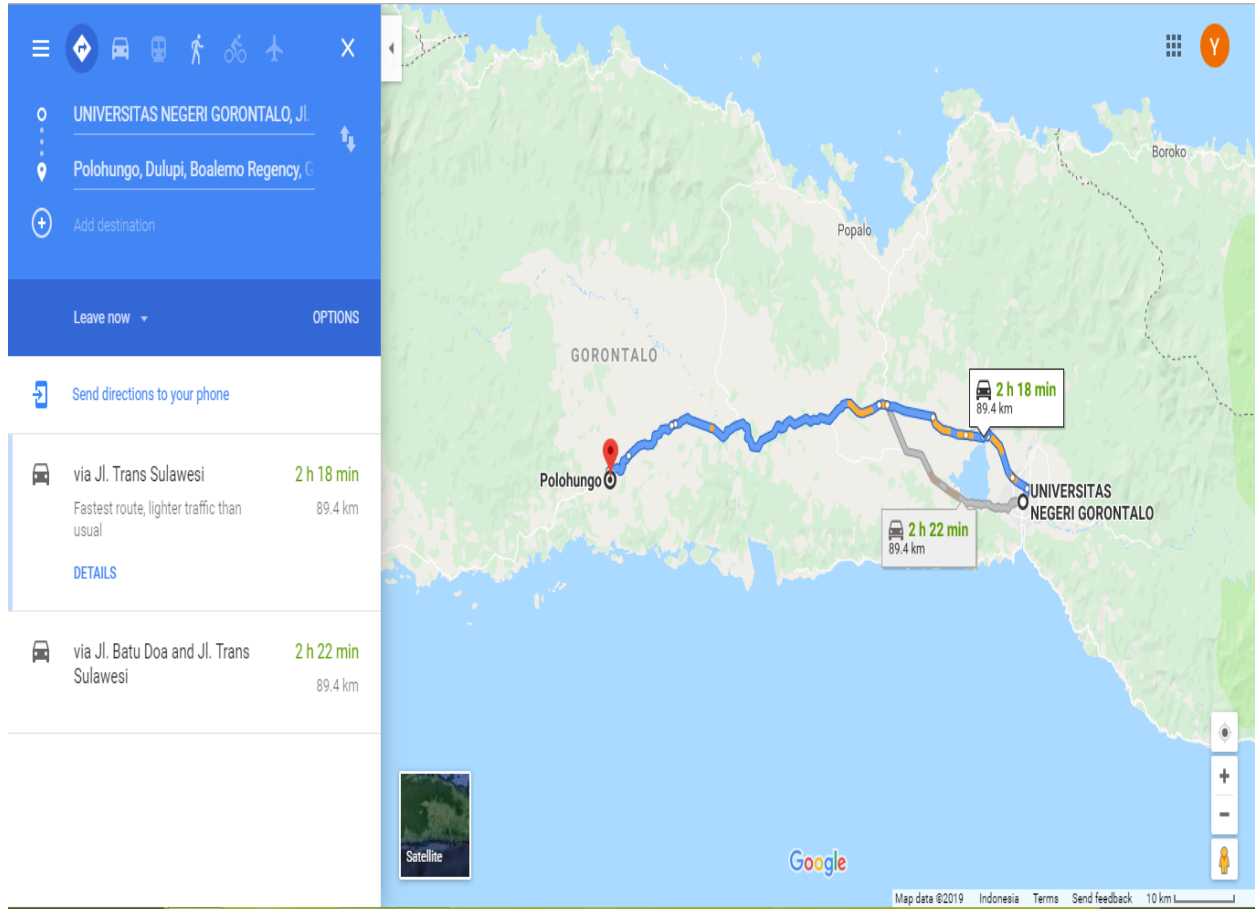 UNIVERSITAS NEGERI GORONTALO, Jl.
Polohungo, Dulupi, Boalemo Regency, G
Add destination
Leave now
OPTIONS
Send directions to your phone
via Jl. Trans Sulawesi
2 h 18 min
Fastest route, lighter traffic than
usual
89.4 km
DETAILS
via Jl. Batu Doa and Jl. Trans
Sulawesi
2 h 22 min
89.4 km
Y
Boroko
Popalo
GORONTALO
2 h 18 min
89.4 km
Polohungo
UNIVERSITAS
NEGERI GORONTALO
2 h 22 min
89.4 km
Satellite
Google
Map data ©2019 Indonesia Terms Send feedback 10 km